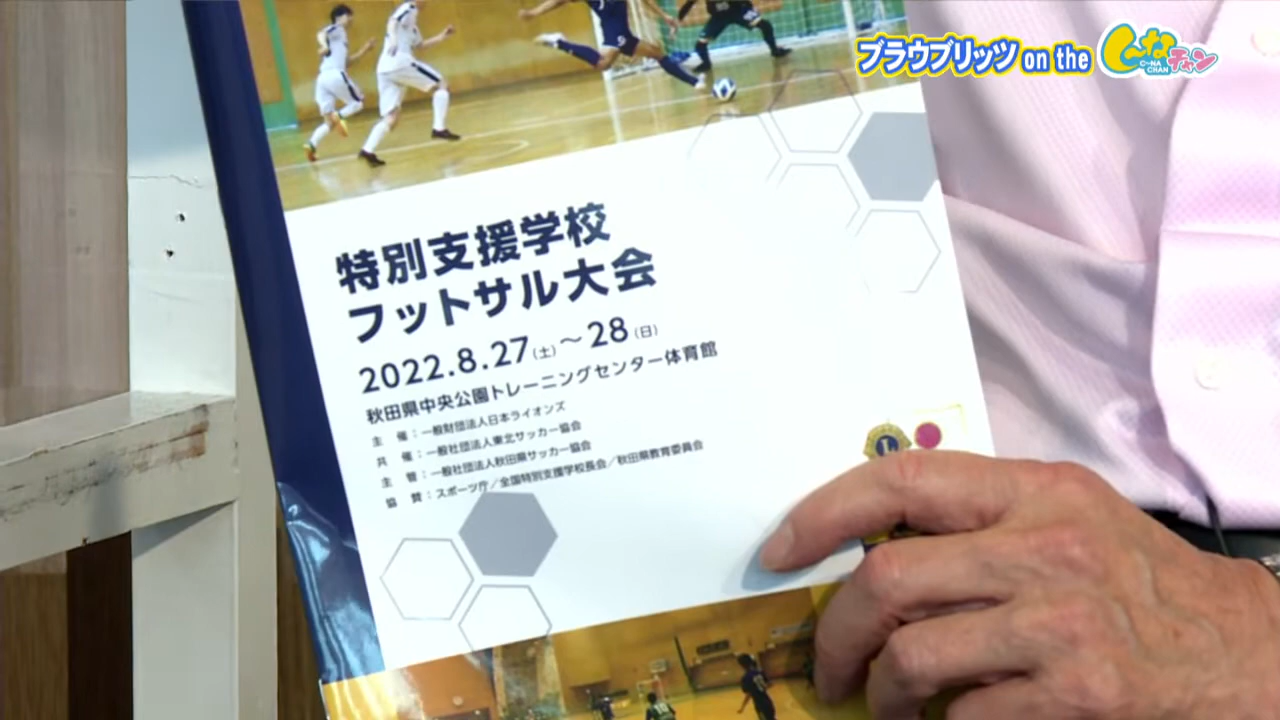 ブラウブリッツ on the
し〜なチャン
C-NA CHAN
特別支援学校
フットサル大会
2022.8.27(土)〜28(日)
秋田県中央公園トレーニングセンター体育館
主 催：一般財団法人日本ライオンズ
共 催：一般社団法人東北サッカー協会
主 管：一般社団法人秋田県サッカー協会
協 賛：スポーツ庁／全国特別支援学校長会／秋田県教育委員会
L